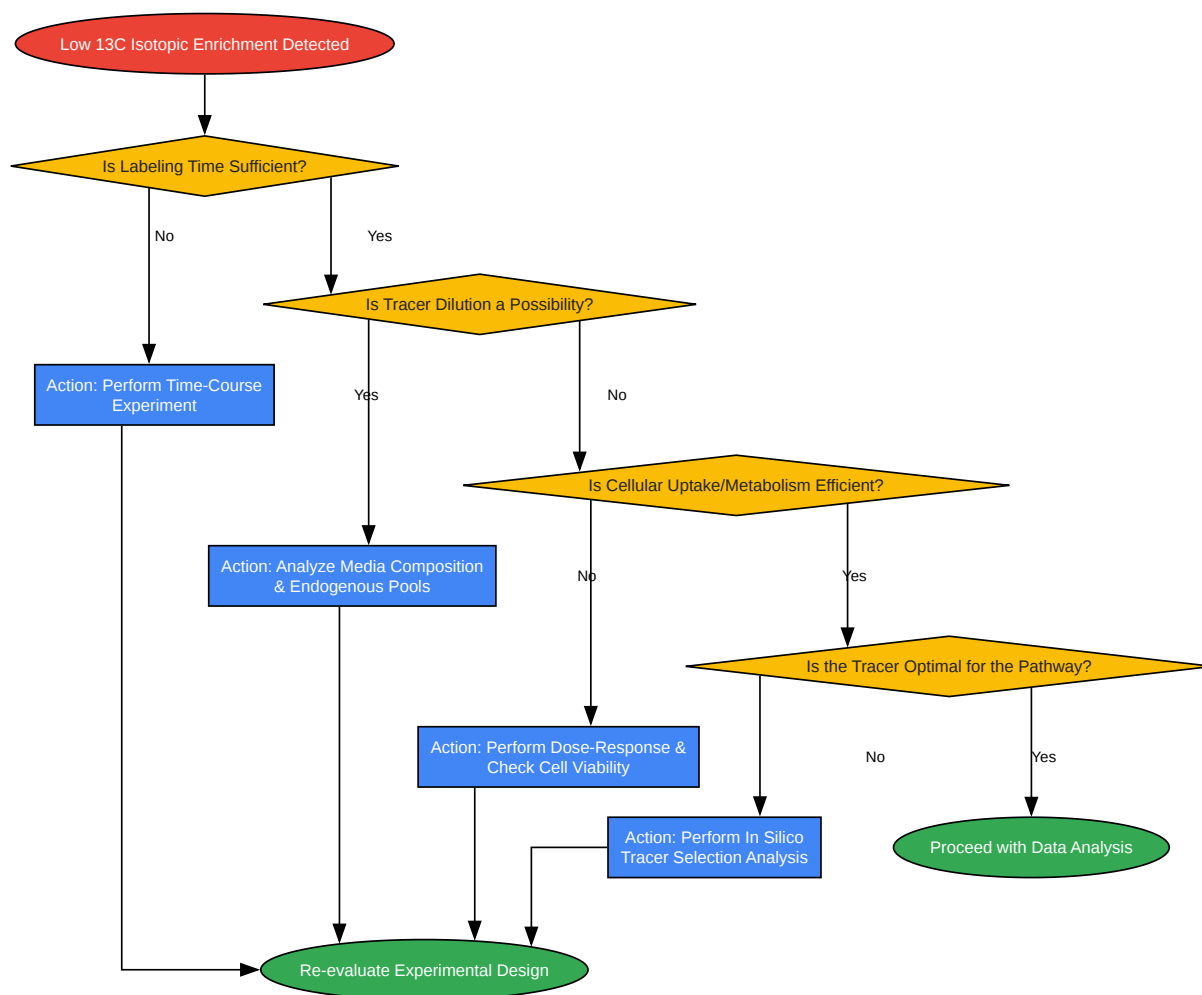 Low 13C Isotopic Enrichment Detected
Is Labeling Time Sufficient?
No
Yes
Is Tracer Dilution a Possibility?
Action: Perform Time-Course
Experiment
Yes
No
Is Cellular Uptake/Metabolism Efficient?
Action: Analyze Media Composition
& Endogenous Pools
No
Yes
Is the Tracer Optimal for the Pathway?
Action: Perform Dose-Response &
Check Cell Viability
No
Yes
Action: Perform In Silico
Tracer Selection Analysis
Proceed with Data Analysis
Re-evaluate Experimental Design